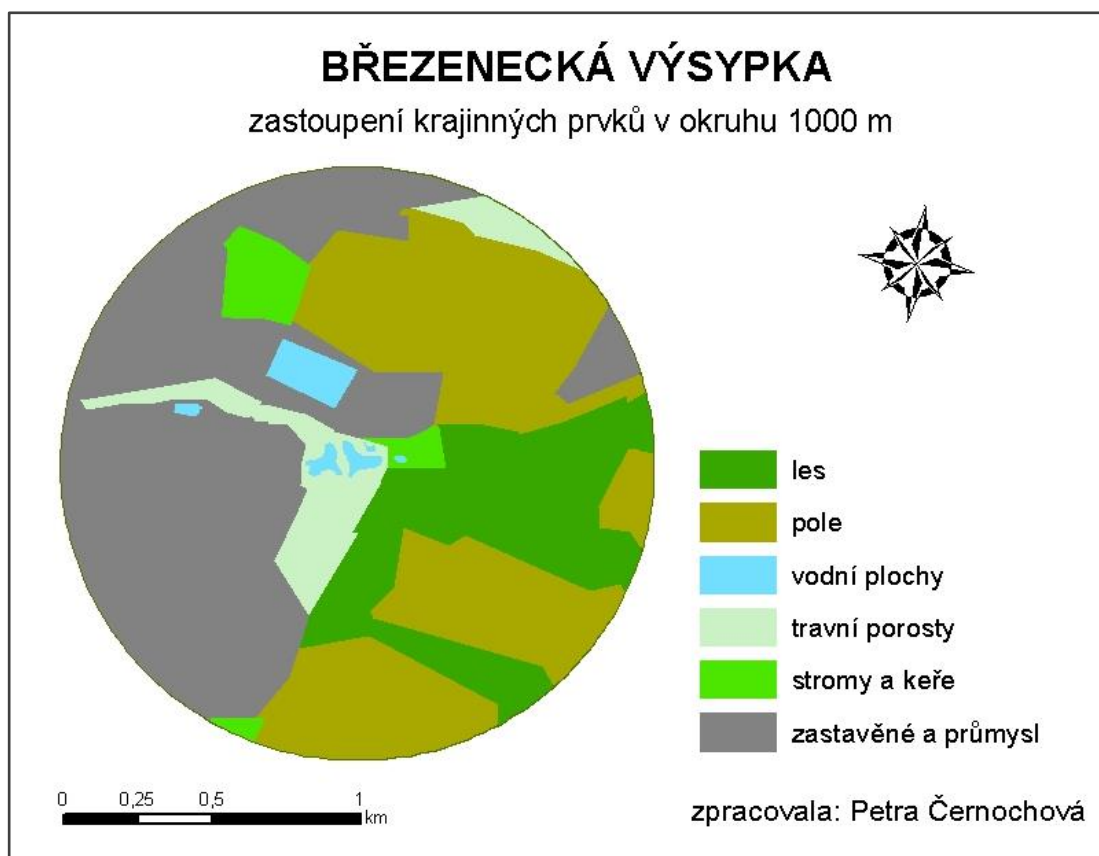 BŘEZENECKÁ VÝSYPKA
zastoupení krajinných prvků v okruhu 1000 m
les
pole
vodní plochy
travní porosty
stromy a keře
zastavěné a průmysl
0 0,25 0,5 1
km
zpracovala: Petra Černochová